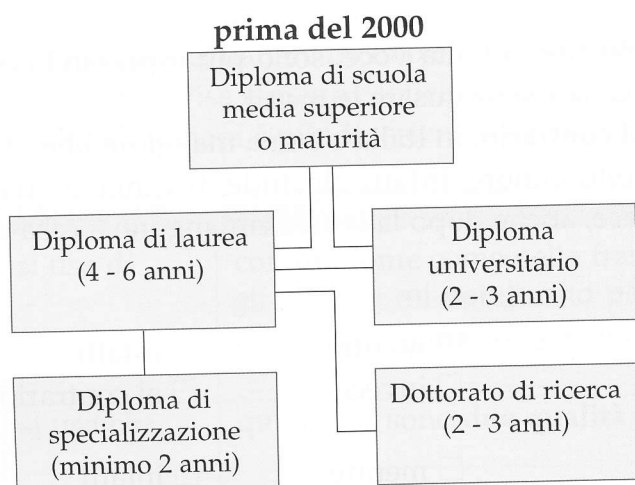 prima del 2000
Diploma di scuola
media superiore
o maturità
Diploma di laurea
(4 - 6 anni)
Diploma
universitario
(2 - 3 anni)
Diploma di
specializzazione
(minimo 2 anni)
Dottorato di ricerca
(2 - 3 anni)